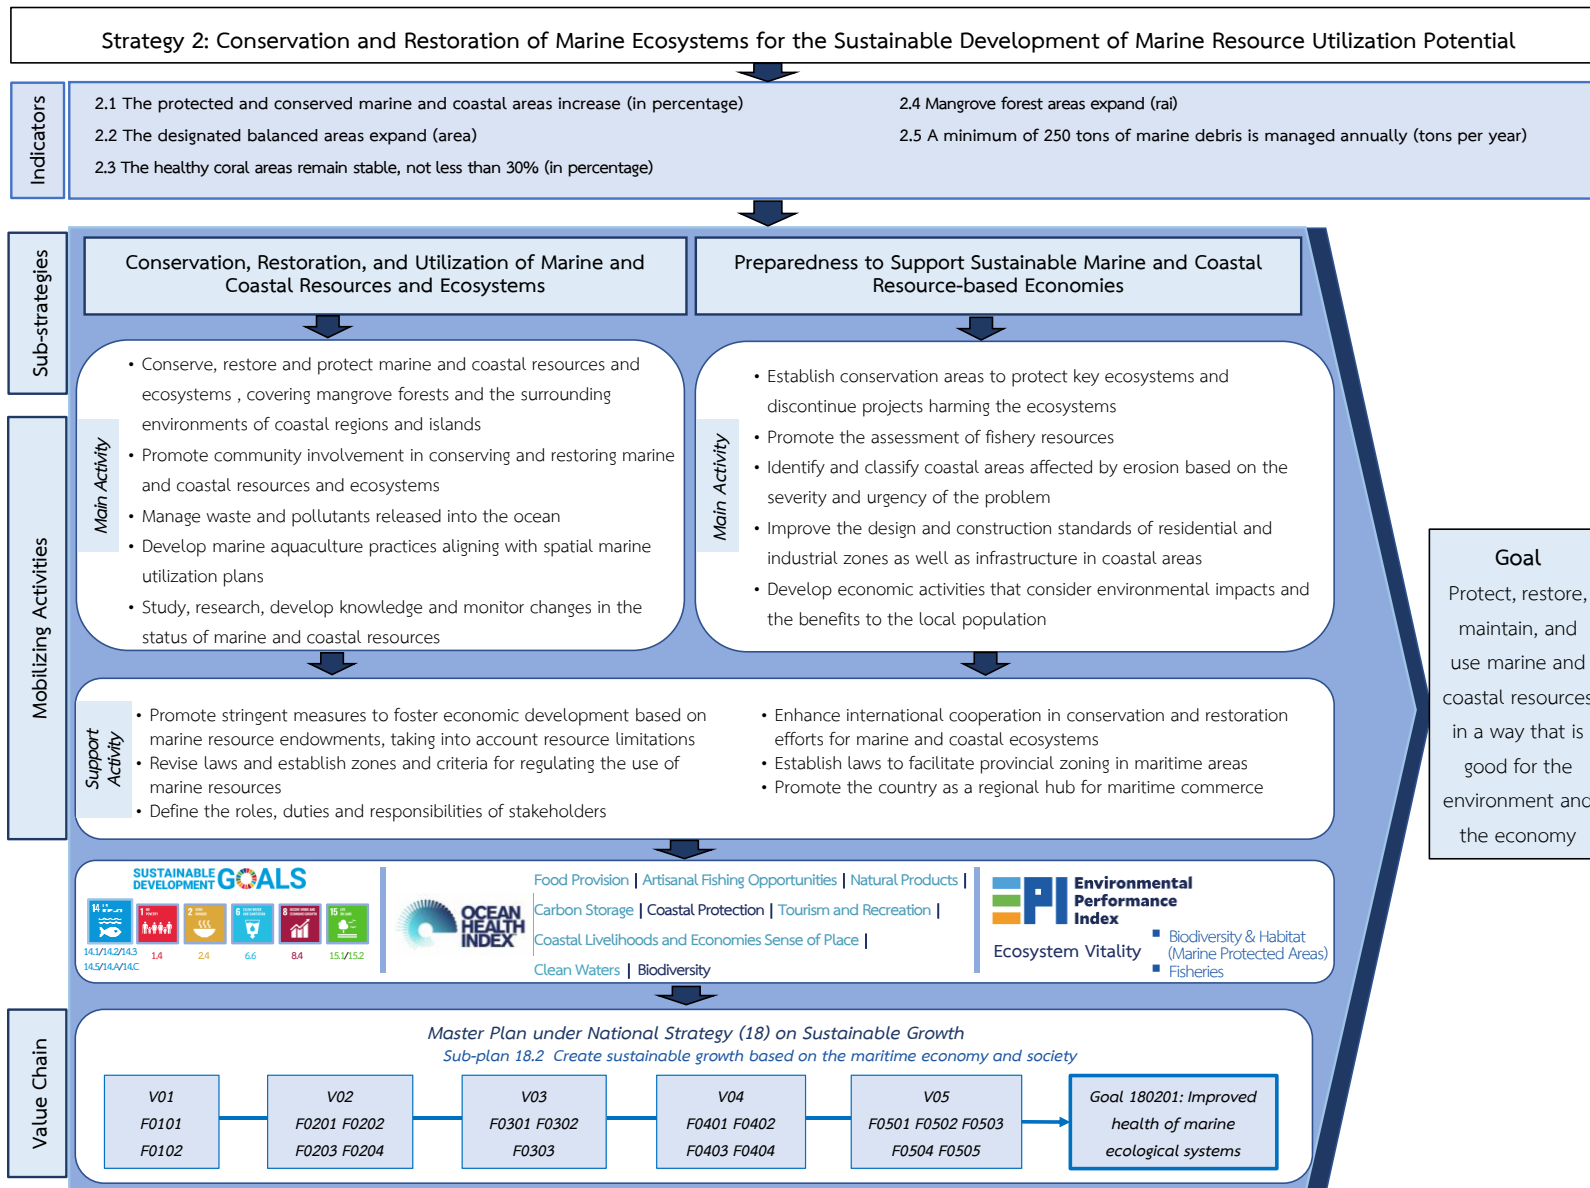 Strategy 2: Conservation and Restoration of Marine Ecosystems for the Sustainable Development of Marine Resource Utilization Potential
Indicators
2.1 The protected and conserved marine and coastal areas increase (in percentage)
2.2 The designated balanced areas expand (area)
2.3 The healthy coral areas remain stable, not less than 30% (in percentage)
2.4 Mangrove forest areas expand (rai)
2.5 A minimum of 250 tons of marine debris is managed annually (tons per year)
Sub-strategies
Conservation, Restoration, and Utilization of Marine and
Coastal Resources and Ecosystems
Preparedness to Support Sustainable Marine and Coastal
Resource-based Economies
Mobilizing Activities
Main Activity
• Conserve, restore and protect marine and coastal resources and
ecosystems , covering mangrove forests and the surrounding
environments of coastal regions and islands
• Promote community involvement in conserving and restoring marine
and coastal resources and ecosystems
• Manage waste and pollutants released into the ocean
• Develop marine aquaculture practices aligning with spatial marine
utilization plans
• Study, research, develop knowledge and monitor changes in the
status of marine and coastal resources
Main Activity
• Establish conservation areas to protect key ecosystems and
discontinue projects harming the ecosystems
• Promote the assessment of fishery resources
• Identify and classify coastal areas affected by erosion based on the
severity and urgency of the problem
• Improve the design and construction standards of residential and
industrial zones as well as infrastructure in coastal areas
• Develop economic activities that consider environmental impacts and
the benefits to the local population
Support
Activity
• Promote stringent measures to foster economic development based on
marine resource endowments, taking into account resource limitations
• Revise laws and establish zones and criteria for regulating the use of
marine resources
• Define the roles, duties and responsibilities of stakeholders
• Enhance international cooperation in conservation and restoration
efforts for marine and coastal ecosystems
• Establish laws to facilitate provincial zoning in maritime areas
• Promote the country as a regional hub for maritime commerce
Goal
Protect, restore,
maintain, and
use marine and
coastal resources
in a way that is
good for the
environment and
the economy
SUSTAINABLE
DEVELOPMENT GOALS
14
1
2
6
8
15
14.1/14.2/14.3
14.5/14.A/14.C
1.4
2.4
6.6
8.4
15.1/15.2
OCEAN
HEALTH
INDEX
Food Provision | Artisanal Fishing Opportunities | Natural Products |
Carbon Storage | Coastal Protection | Tourism and Recreation |
Coastal Livelihoods and Economies Sense of Place |
Clean Waters | Biodiversity
EPI Environmental
Performance
Index
Ecosystem Vitality
▪ Biodiversity & Habitat
(Marine Protected Areas)
▪ Fisheries
Value Chain
Master Plan under National Strategy (18) on Sustainable Growth
Sub-plan 18.2 Create sustainable growth based on the maritime economy and society
V01
F0101
F0102
V02
F0201 F0202
F0203 F0204
V03
F0301 F0302
F0303
V04
F0401 F0402
F0403 F0404
V05
F0501 F0502 F0503
F0504 F0505
Goal 180201: Improved
health of marine
ecological systems